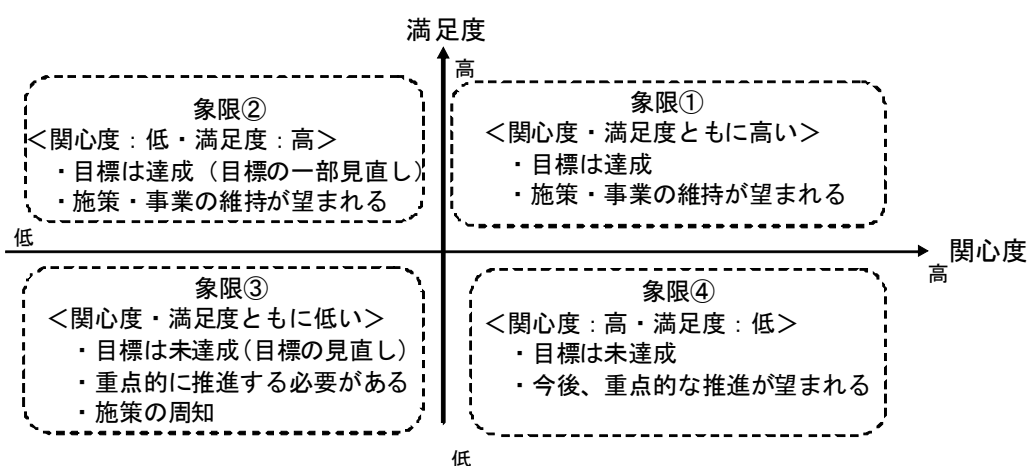 満足度
高
象限②
＜関心度：低・満足度：高＞
・目標は達成（目標の一部見直し）
・施策・事業の維持が望まれる
象限①
＜関心度・満足度ともに高い＞
・目標は達成
・施策・事業の維持が望まれる
低
関心度
高
象限③
＜関心度・満足度ともに低い＞
・目標は未達成（目標の見直し）
・重点的に推進する必要がある
・施策の周知
象限④
＜関心度：高・満足度：低＞
・目標は未達成
・今後、重点的な推進が望まれる
低